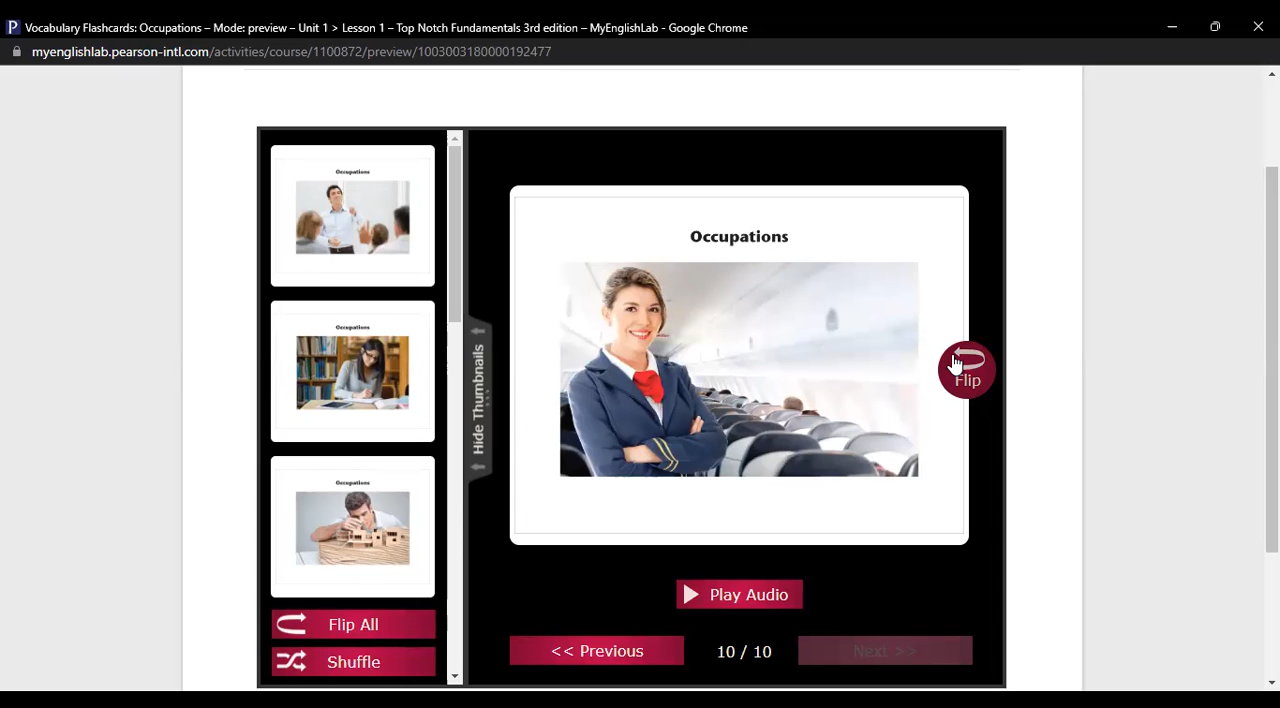 Vocabulary Flashcards: Occupations – Mode: preview – Unit 1 > Lesson 1 – Top Notch Fundamentals 3rd edition – MyEnglishLab - Google Chrome
myenglishlab.pearson-intl.com/activities/course/1100872/preview/1003003180000192477
Occupations
Occupations
Occupations
Flip All
Shuffle
Hide Thumbnails
Occupations
Flip
Play Audio
<< Previous
10 / 10
Next >>